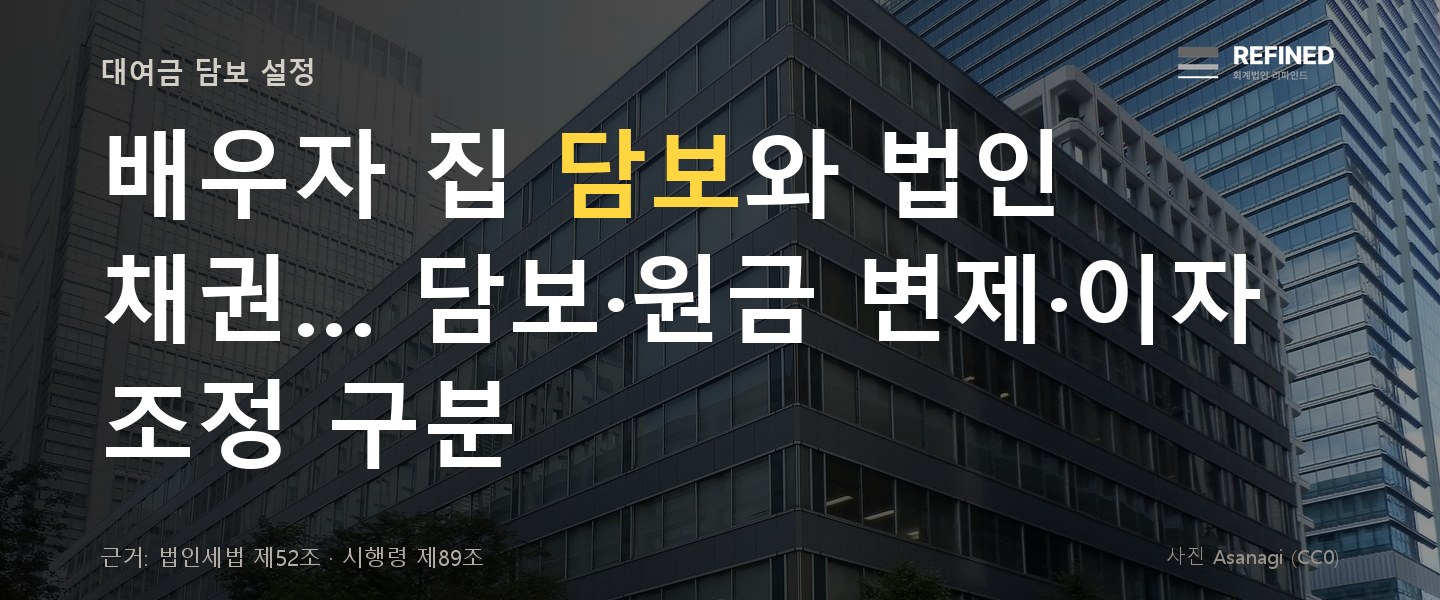 대여금 담보 설정
REFINED
회계법인 리파인드
배우자 집 담보와 법인
채권... 담보·원금 변제·이자
조정 구분
근거: 법인세법 제52조 · 시행령 제89조
사진 Asanagi (CC0)